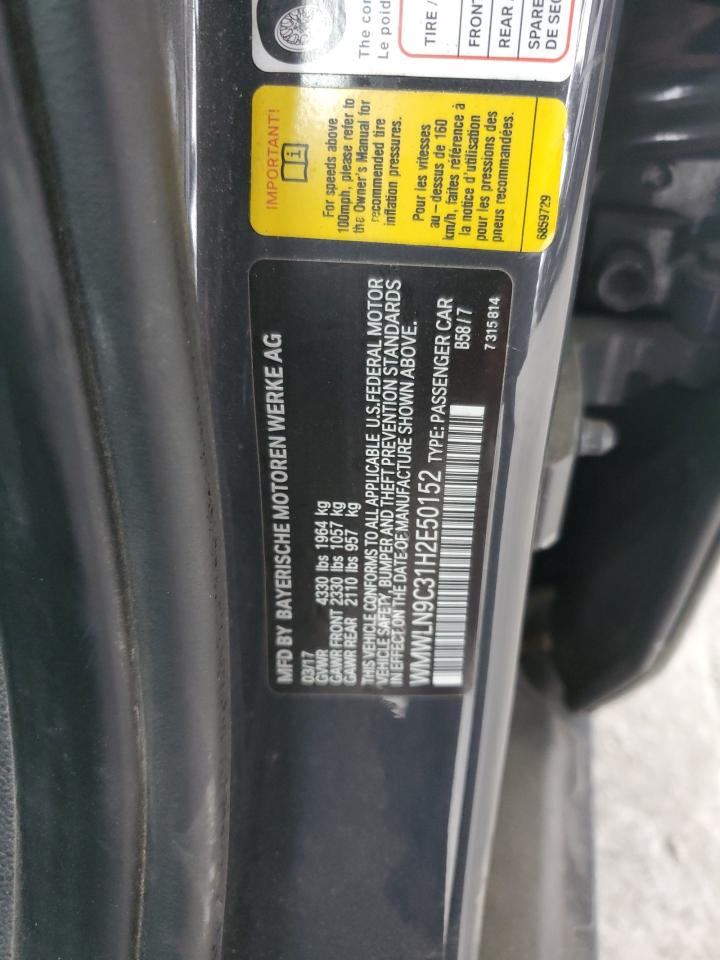 MFD BY BAYERISCHE MOTOREN WERKE AG
03/17
GVWR 4330 lbs 1964 kg
GAWR FRONT 2330 lbs 1057 kg
GAWR REAR 2110 lbs 957 kg
THIS VEHICLE CONFORMS TO ALL APPLICABLE U.S.FEDERAL MOTOR
VEHICLE SAFETY, BUMPER AND THEFT PREVENTION STANDARDS
IN EFFECT ON THE DATE OF MANUFACTURE SHOWN ABOVE.
WMWLN9C31H2E50152 TYPE: PASSENGER CAR
B58/7
7 315 814
IMPORTANT!
For speeds above
100mph, please refer to
the Owner's Manual for
recommended tire
inflation pressures.
Pour les vitesses
au-dessus de 160
km/h, faites référence à
la notice d'utilisation
pour les pressions des
pneus recommandées.
6859729
The
Le poid
TIRE /
FRONT
REAR
SPARE
DE